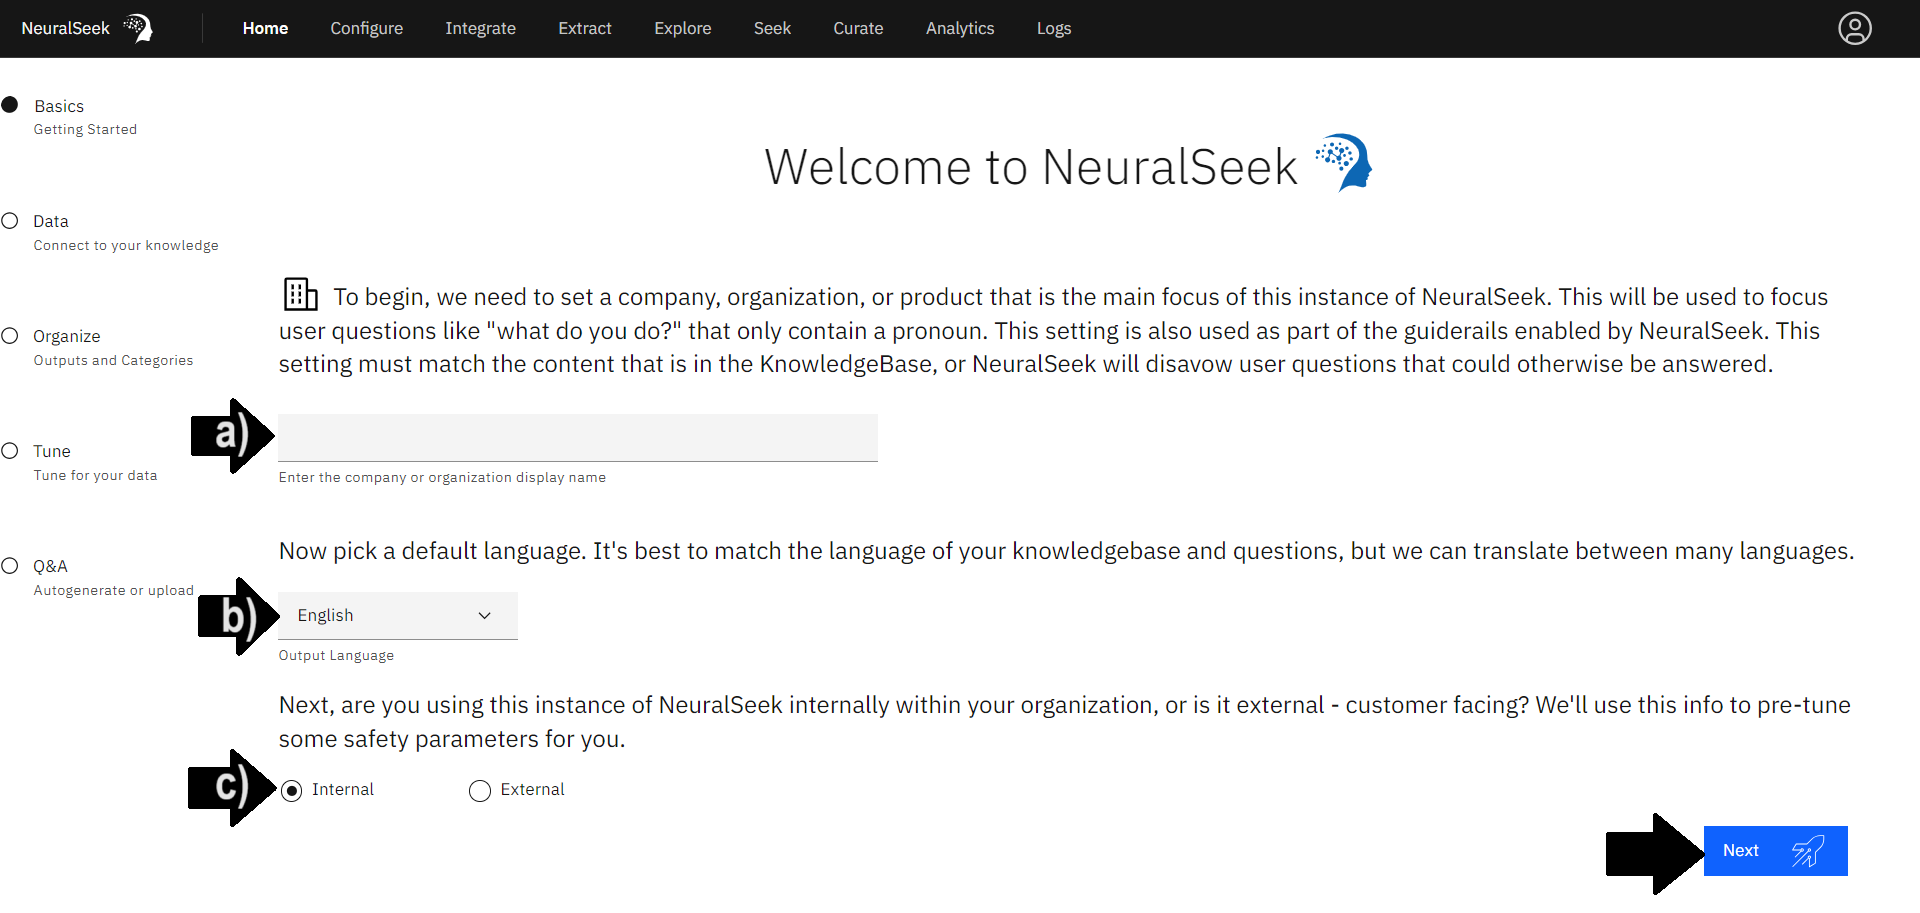 NeuralSeek Home Configure Integrate Extract Explore Seek Curate Analytics Logs
Basics
Getting Started
Data
Connect to your knowledge
Organize
Outputs and Categories
Tune
Tune for your data
Q&A
Autogenerate or upload
Welcome to NeuralSeek
To begin, we need to set a company, organization, or product that is the main focus of this instance of NeuralSeek. This will be used to focus
user questions like "what do you do?" that only contain a pronoun. This setting is also used as part of the guiderails enabled by NeuralSeek. This
setting must match the content that is in the KnowledgeBase, or NeuralSeek will disavow user questions that could otherwise be answered.
a)
Enter the company or organization display name
Now pick a default language. It's best to match the language of your knowledgebase and questions, but we can translate between many languages.
b) English
Output Language
Next, are you using this instance of NeuralSeek internally within your organization, or is it external - customer facing? We'll use this info to pre-tune
some safety parameters for you.
c) Internal External
Next